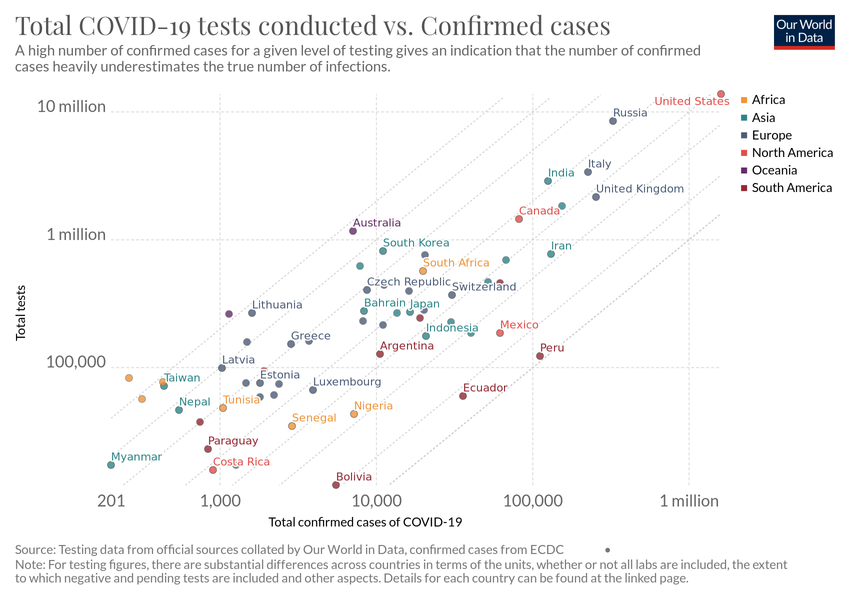 Total COVID-19 tests conducted vs. Confirmed cases
Our World
in Data
A high number of confirmed cases for a given level of testing gives an indication that the number of confirmed
cases heavily underestimates the true number of infections.
10 million
1 million
100,000
Total tests
United States
Russia
Italy
India
United Kingdom
Canada
Australia
South Korea
Iran
South Africa
Czech Republic
Switzerland
Lithuania
Bahrain
Japan
Indonesia
Mexico
Greece
Argentina
Peru
Latvia
Taiwan
Estonia
Luxembourg
Ecuador
Nepal
Tunisia
Nigeria
Senegal
Paraguay
Myanmar
Costa Rica
Bolivia
Africa
Asia
Europe
North America
Oceania
South America
201
1,000
10,000
100,000
1 million
Total confirmed cases of COVID-19
Source: Testing data from official sources collated by Our World in Data, confirmed cases from ECDC
Note: For testing figures, there are substantial differences across countries in terms of the units, whether or not all labs are included, the extent
to which negative and pending tests are included and other aspects. Details for each country can be found at the linked page.